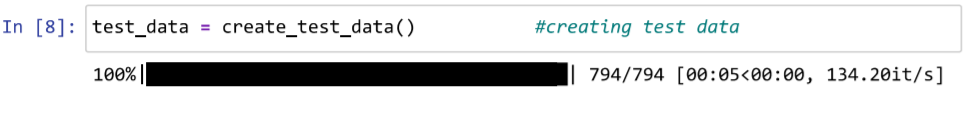 In [8]: test_data = create_test_data() #creating test data
100%|██████████| 794/794 [00:05<00:00, 134.20it/s]